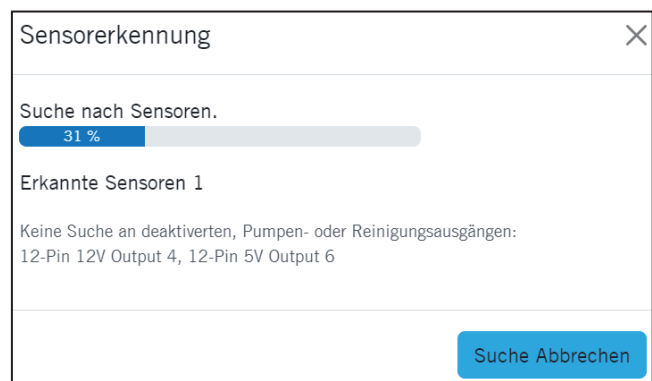 Sensorerkennung
Suche nach Sensoren.
31 %
Erkannte Sensoren 1
Keine Suche an deaktiverten, Pumpen- oder Reinigungsausgängen:
12-Pin 12V Output 4, 12-Pin 5V Output 6
Suche Abbrechen